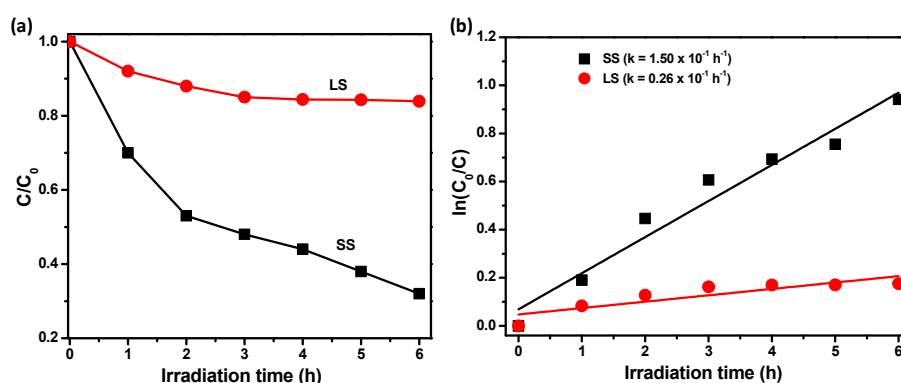 (a)
1.0
0.8
0.6
0.4
0.2
C/C₀
LS
SS
0 1 2 3 4 5 6
Irradiation time (h)
(b)
1.2
1.0
0.8
0.6
0.4
0.2
0.0
ln(C₀/C)
SS (k = 1.50 x 10⁻¹ h⁻¹)
LS (k = 0.26 x 10⁻¹ h⁻¹)
0 1 2 3 4 5 6
Irradiation time (h)